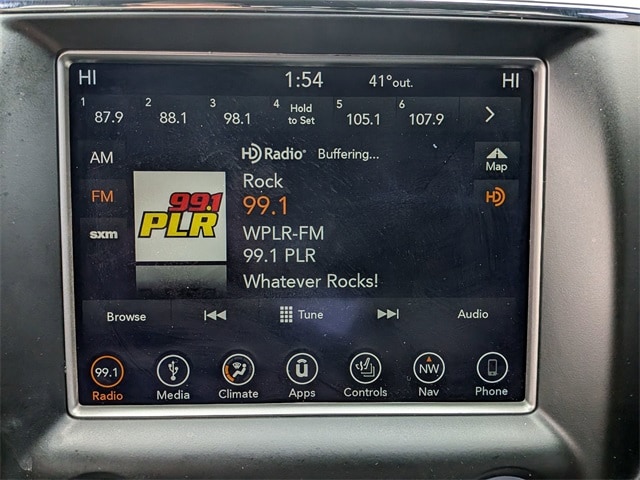 HI 1:54 41°out. HI
1 87.9 2 88.1 3 98.1 4 Hold to Set 5 105.1 6 107.9
AM HD Radio Buffering... Map
Rock
FM 99.1 HD
99.1 PLR
sxm WPLR-FM
99.1 PLR
Whatever Rocks!
Browse Tune Audio
99.1 NW
Radio Media Climate Apps Controls Nav Phone